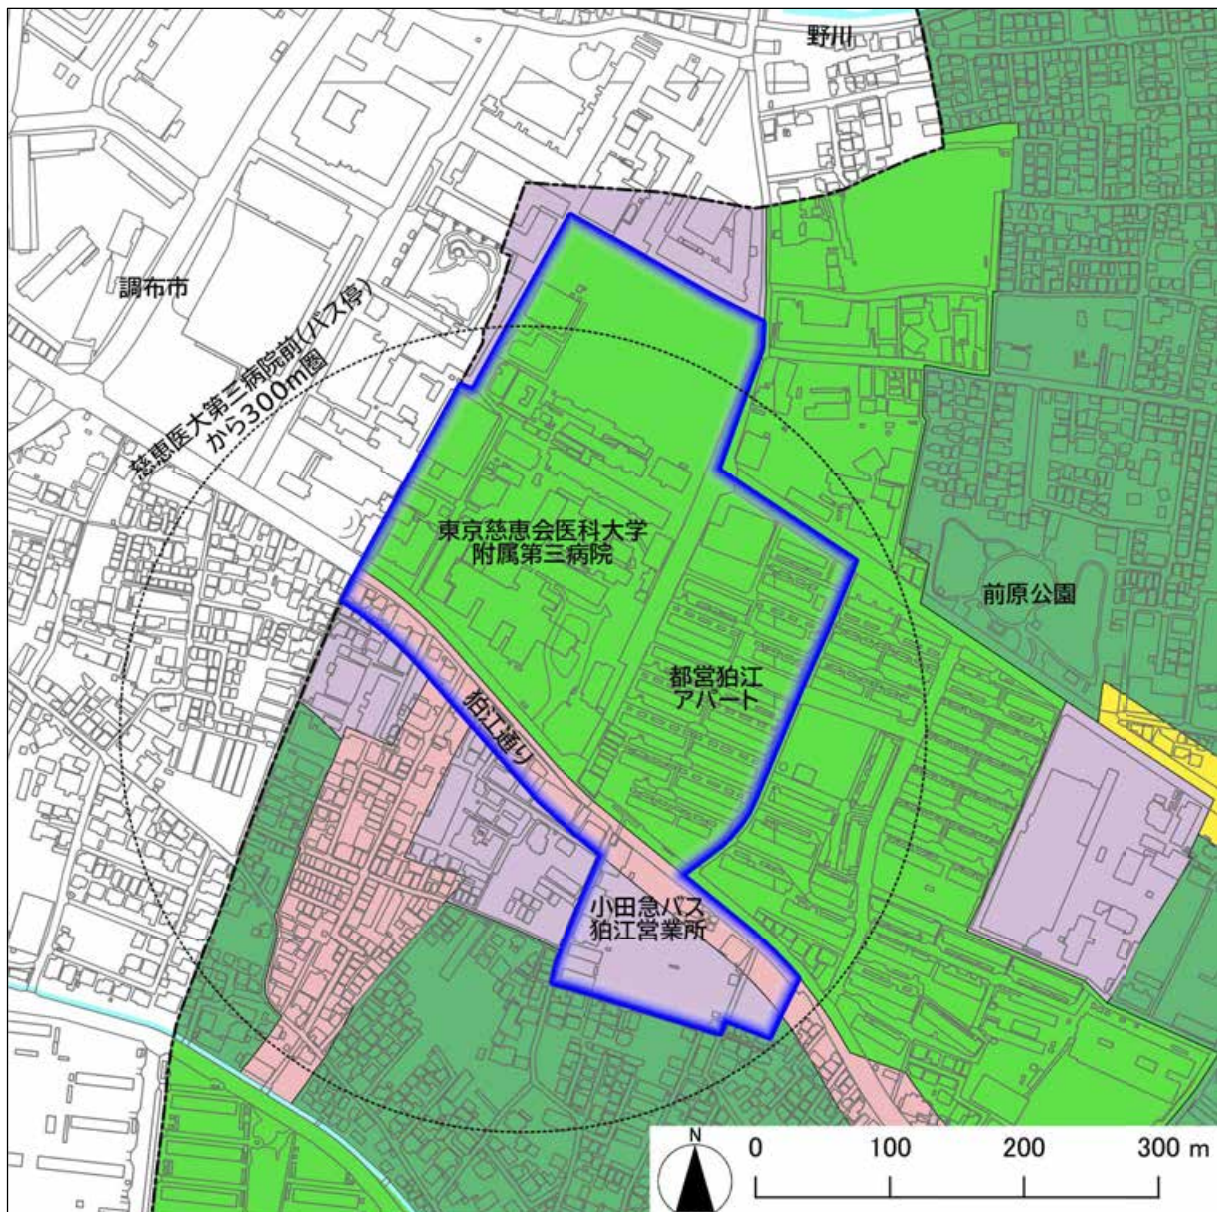 野川
調布市
慈恵医大第三病院前(バス停)
から300m圏
東京慈恵会医科大学
附属第三病院
前原公園
都営狛江
アパート
狛江通り
小田急バス
狛江営業所
N
0 100 200 300 m